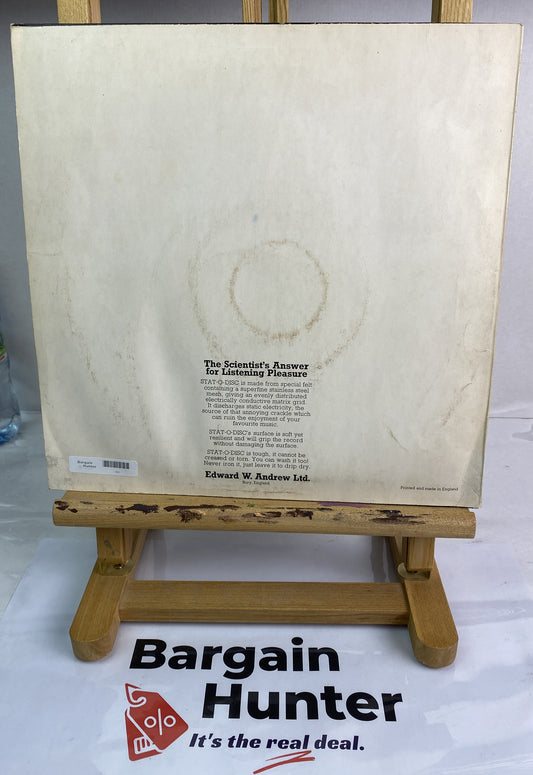 The Scientist's Answer
for Listening Pleasure
STAT-O-DISC is made from special felt
containing a superfine stainless steel
mesh, giving an evenly distributed
electrically conductive matrix grid.
It discharges static electricity, the
source of that annoying crackle which
can ruin the enjoyment of your
favourite music.
STAT-O-DISC's surface is soft yet
resilient and will grip the record
without damaging the surface.
STAT-O-DISC is tough, it cannot be
creased or torn. You can wash it too!
Never iron it, just leave it to drip dry.
Edward W. Andrew Ltd.
Bury, England
Printed and made in England
Bargain
Hunter
Bargain
Hunter
%
It's the real deal.